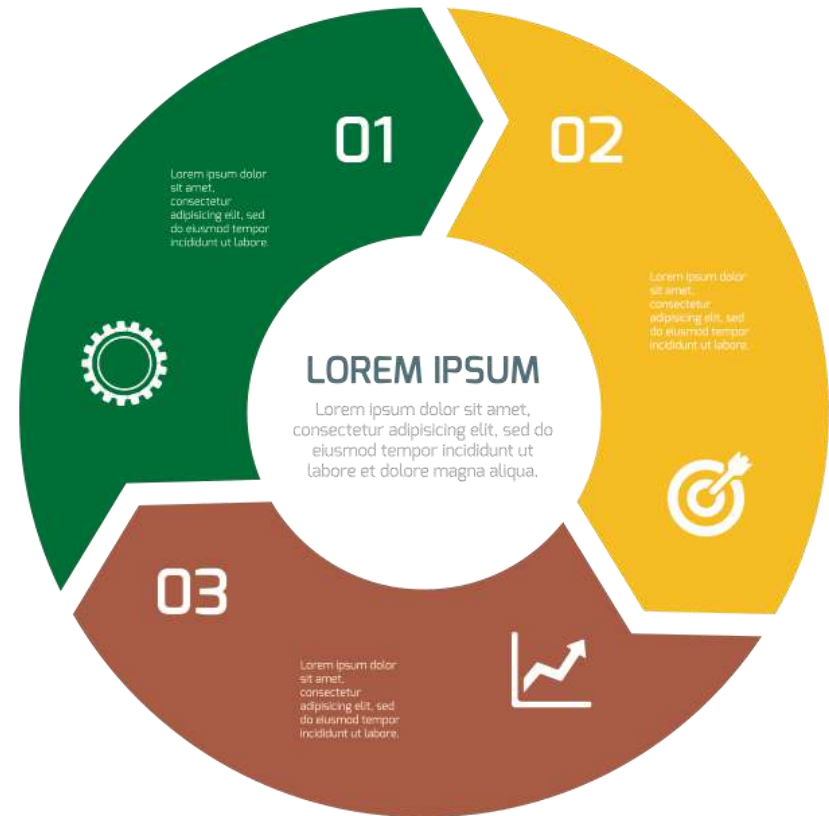 01
Lorem ipsum dolor
sit amet,
consectetur
adipisicing elit, sed
do eiusmod tempor
incididunt ut labore.
02
Lorem ipsum dolor
sit amet,
consectetur
adipisicing elit, sed
do eiusmod tempor
incididunt ut labore.
LOREM IPSUM
Lorem ipsum dolor sit amet,
consectetur adipisicing elit, sed do
eiusmod tempor incididunt ut
labore et dolore magna aliqua.
03
Lorem ipsum dolor
sit amet,
consectetur
adipisicing elit, sed
do eiusmod tempor
incididunt ut labore.